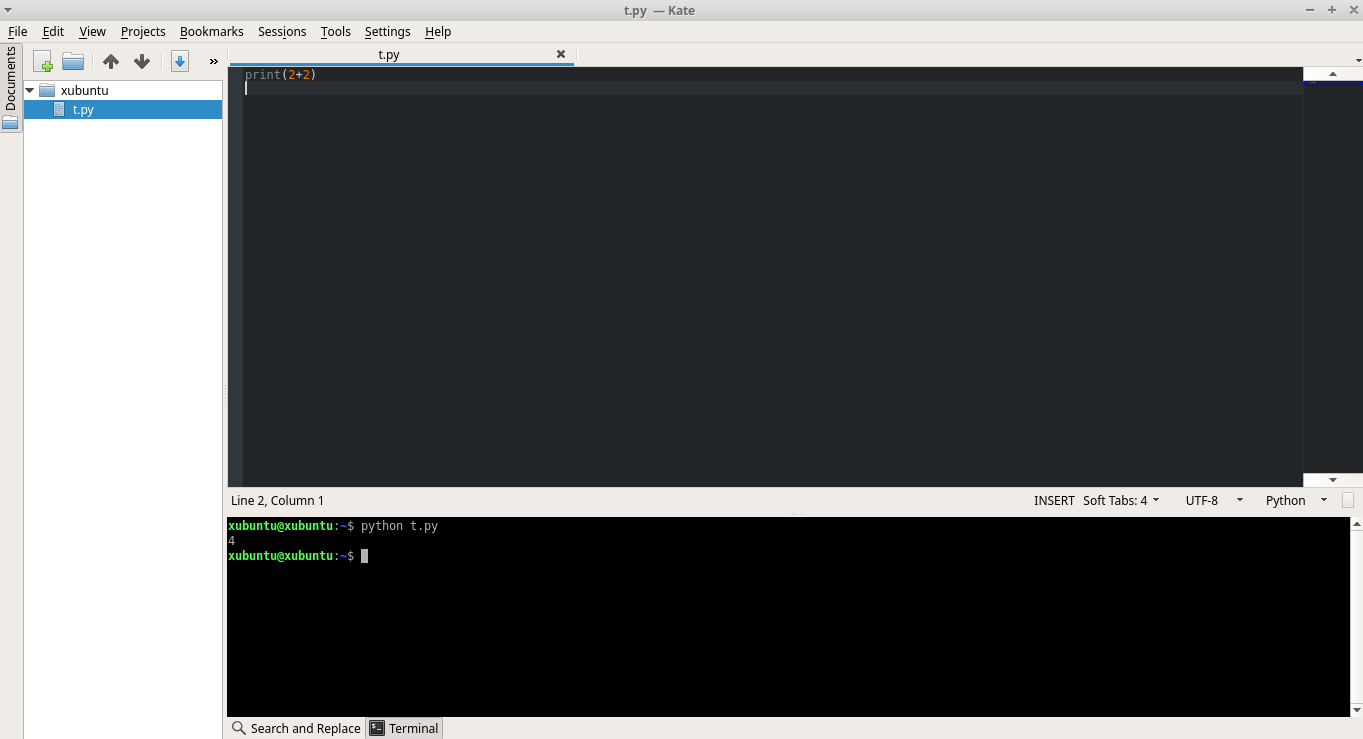 t.py — Kate
File Edit View Projects Bookmarks Sessions Tools Settings Help
Documents
»
t.py
xubuntu
t.py
print(2+2)
Line 2, Column 1 INSERT Soft Tabs: 4 UTF-8 Python
xubuntu@xubuntu:~$ python t.py
4
xubuntu@xubuntu:~$
Search and Replace Terminal